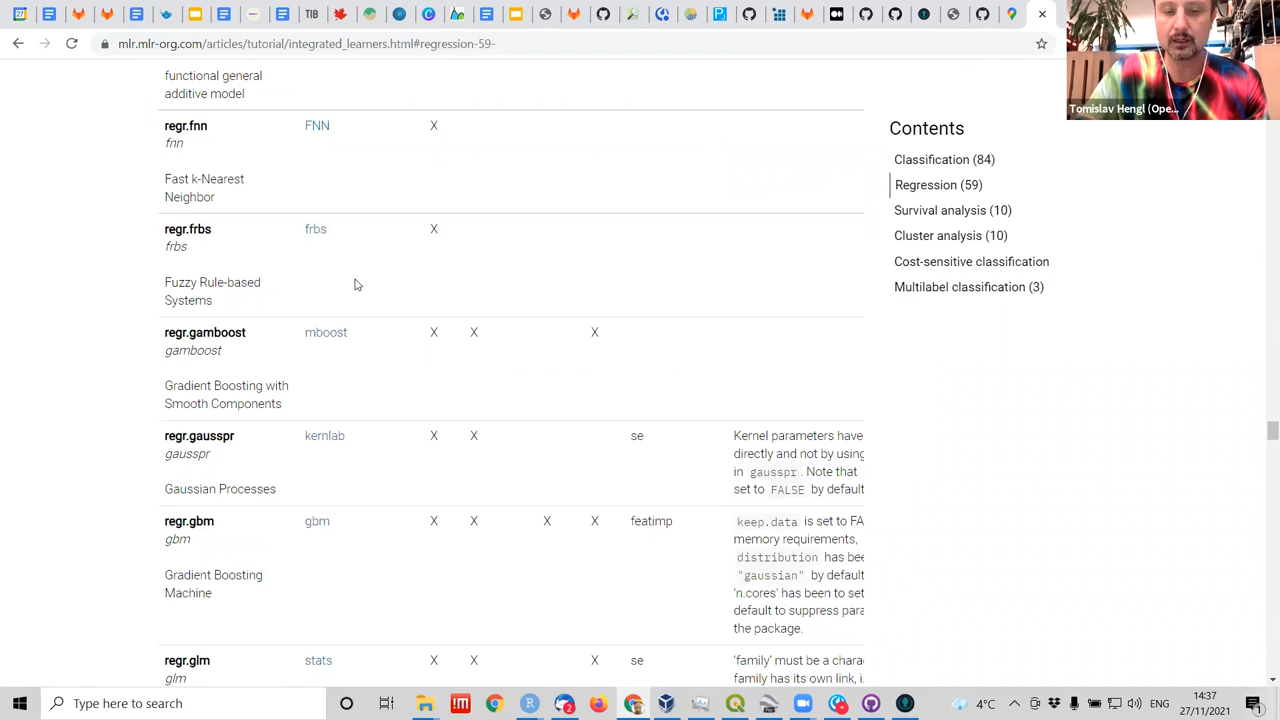 27
TIB
mlr.mlr-org.com/articles/tutorial/integrated_learners.html#regression-59-
Tomislav Hengl (Ope...
functional general
additive model
regr.fnn FNN X
fnn
Fast k-Nearest
Neighbor
regr.frbs frbs X
frbs
Fuzzy Rule-based
Systems
regr.gamboost mboost X X X
gamboost
Gradient Boosting with
Smooth Components
regr.gausspr kernlab X X se Kernel parameters have
gausspr directly and not by using
in gausspr. Note that
Gaussian Processes set to FALSE by default
regr.gbm gbm X X X X featimp keep.data is set to FA
gbm memory requirements,
distribution has bee
Gradient Boosting "gaussian" by default
Machine 'n.cores' has been to set
default to suppress para
the package.
regr.glm stats X X X se 'family' must be a chara
glm family has its own link, i.
Contents
Classification (84)
Regression (59)
Survival analysis (10)
Cluster analysis (10)
Cost-sensitive classification
Multilabel classification (3)
Type here to search
2
4°C
ENG
14:37
27/11/2021
1